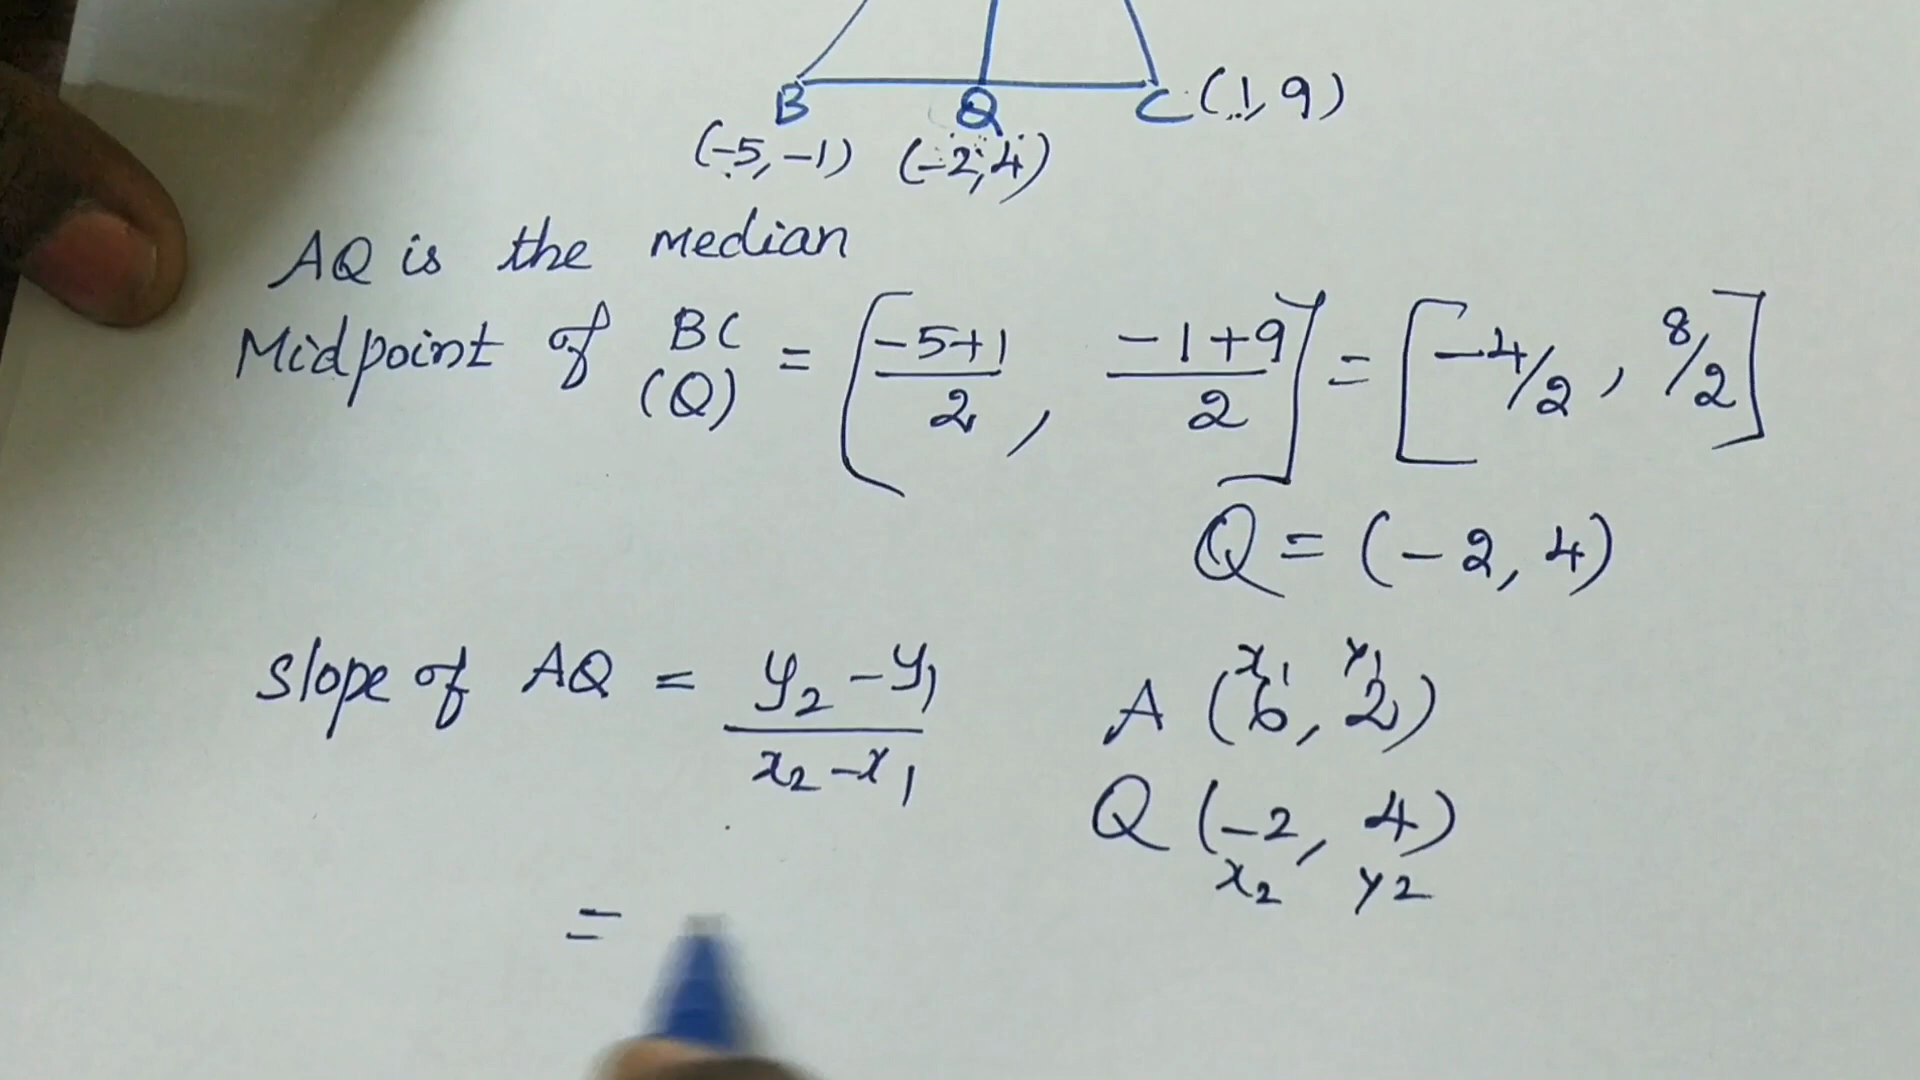 B Q C (1, 9)
(-5, -1) (-2, 4)
AQ is the median
Midpoint of BC (Q) = [-5+1/2, -1+9/2] = [-4/2, 8/2]
Q = (-2, 4)
slope of AQ = y2 - y1 / x2 - x1
x1 y1
A (6, 2)
Q (-2, 4)
x2 y2
=